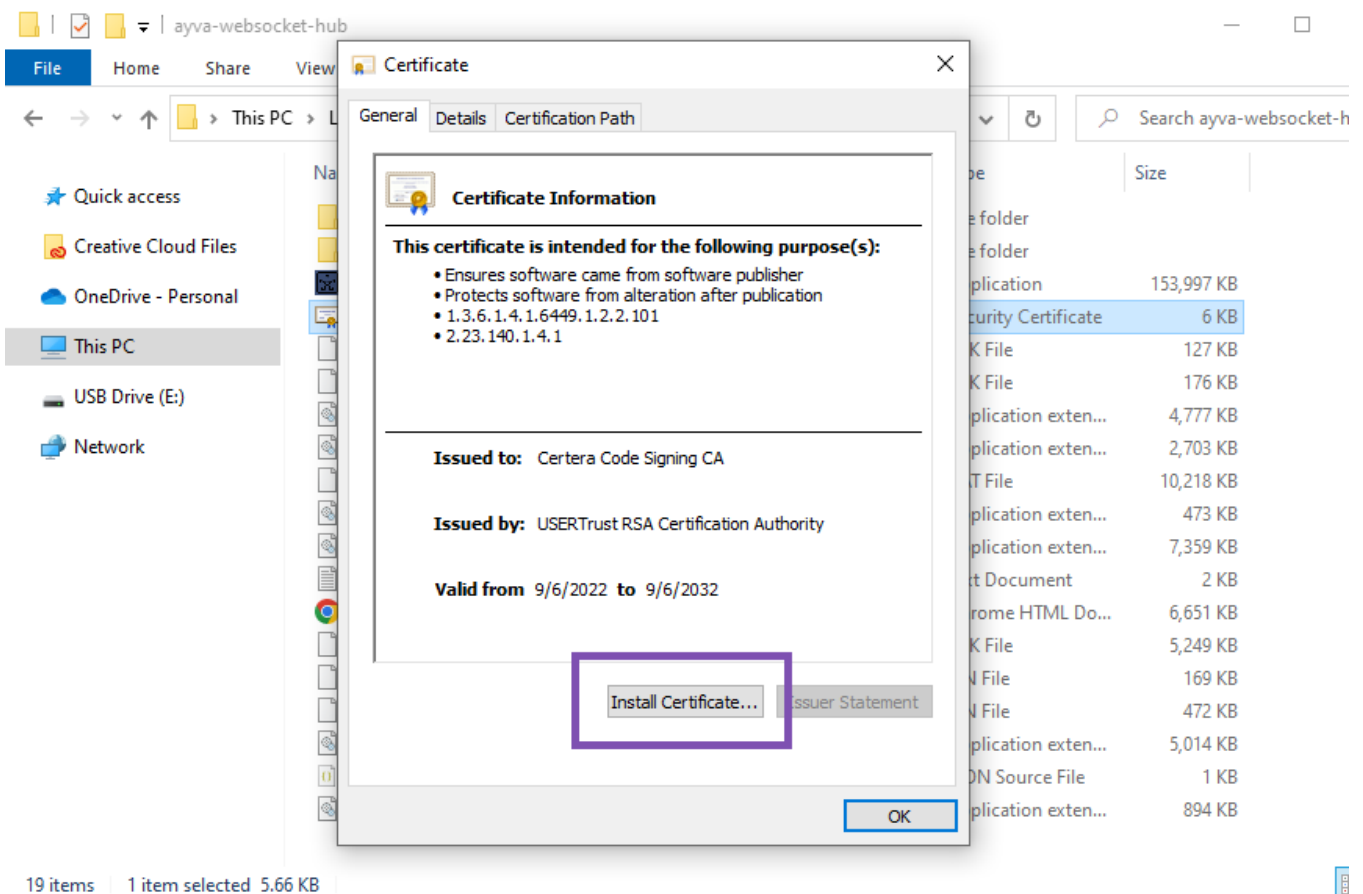 ayva-websocket-hub
File Home Share View
This PC
Search ayva-websocket-h
Certificate
General Details Certification Path
Certificate Information
This certificate is intended for the following purpose(s):
• Ensures software came from software publisher
• Protects software from alteration after publication
• 1.3.6.1.4.1.6449.1.2.2.101
• 2.23.140.1.4.1
Issued to: Certera Code Signing CA
Issued by: USERTrust RSA Certification Authority
Valid from 9/6/2022 to 9/6/2032
Install Certificate... Issuer Statement
OK
Quick access
Creative Cloud Files
OneDrive - Personal
This PC
USB Drive (E:)
Network
Na
pe Size
e folder
e folder
plication 153,997 KB
curity Certificate 6 KB
K File 127 KB
K File 176 KB
plication exten... 4,777 KB
plication exten... 2,703 KB
AT File 10,218 KB
plication exten... 473 KB
plication exten... 7,359 KB
t Document 2 KB
rome HTML Do... 6,651 KB
K File 5,249 KB
N File 169 KB
N File 472 KB
plication exten... 5,014 KB
ON Source File 1 KB
plication exten... 894 KB
19 items 1 item selected 5.66 KB